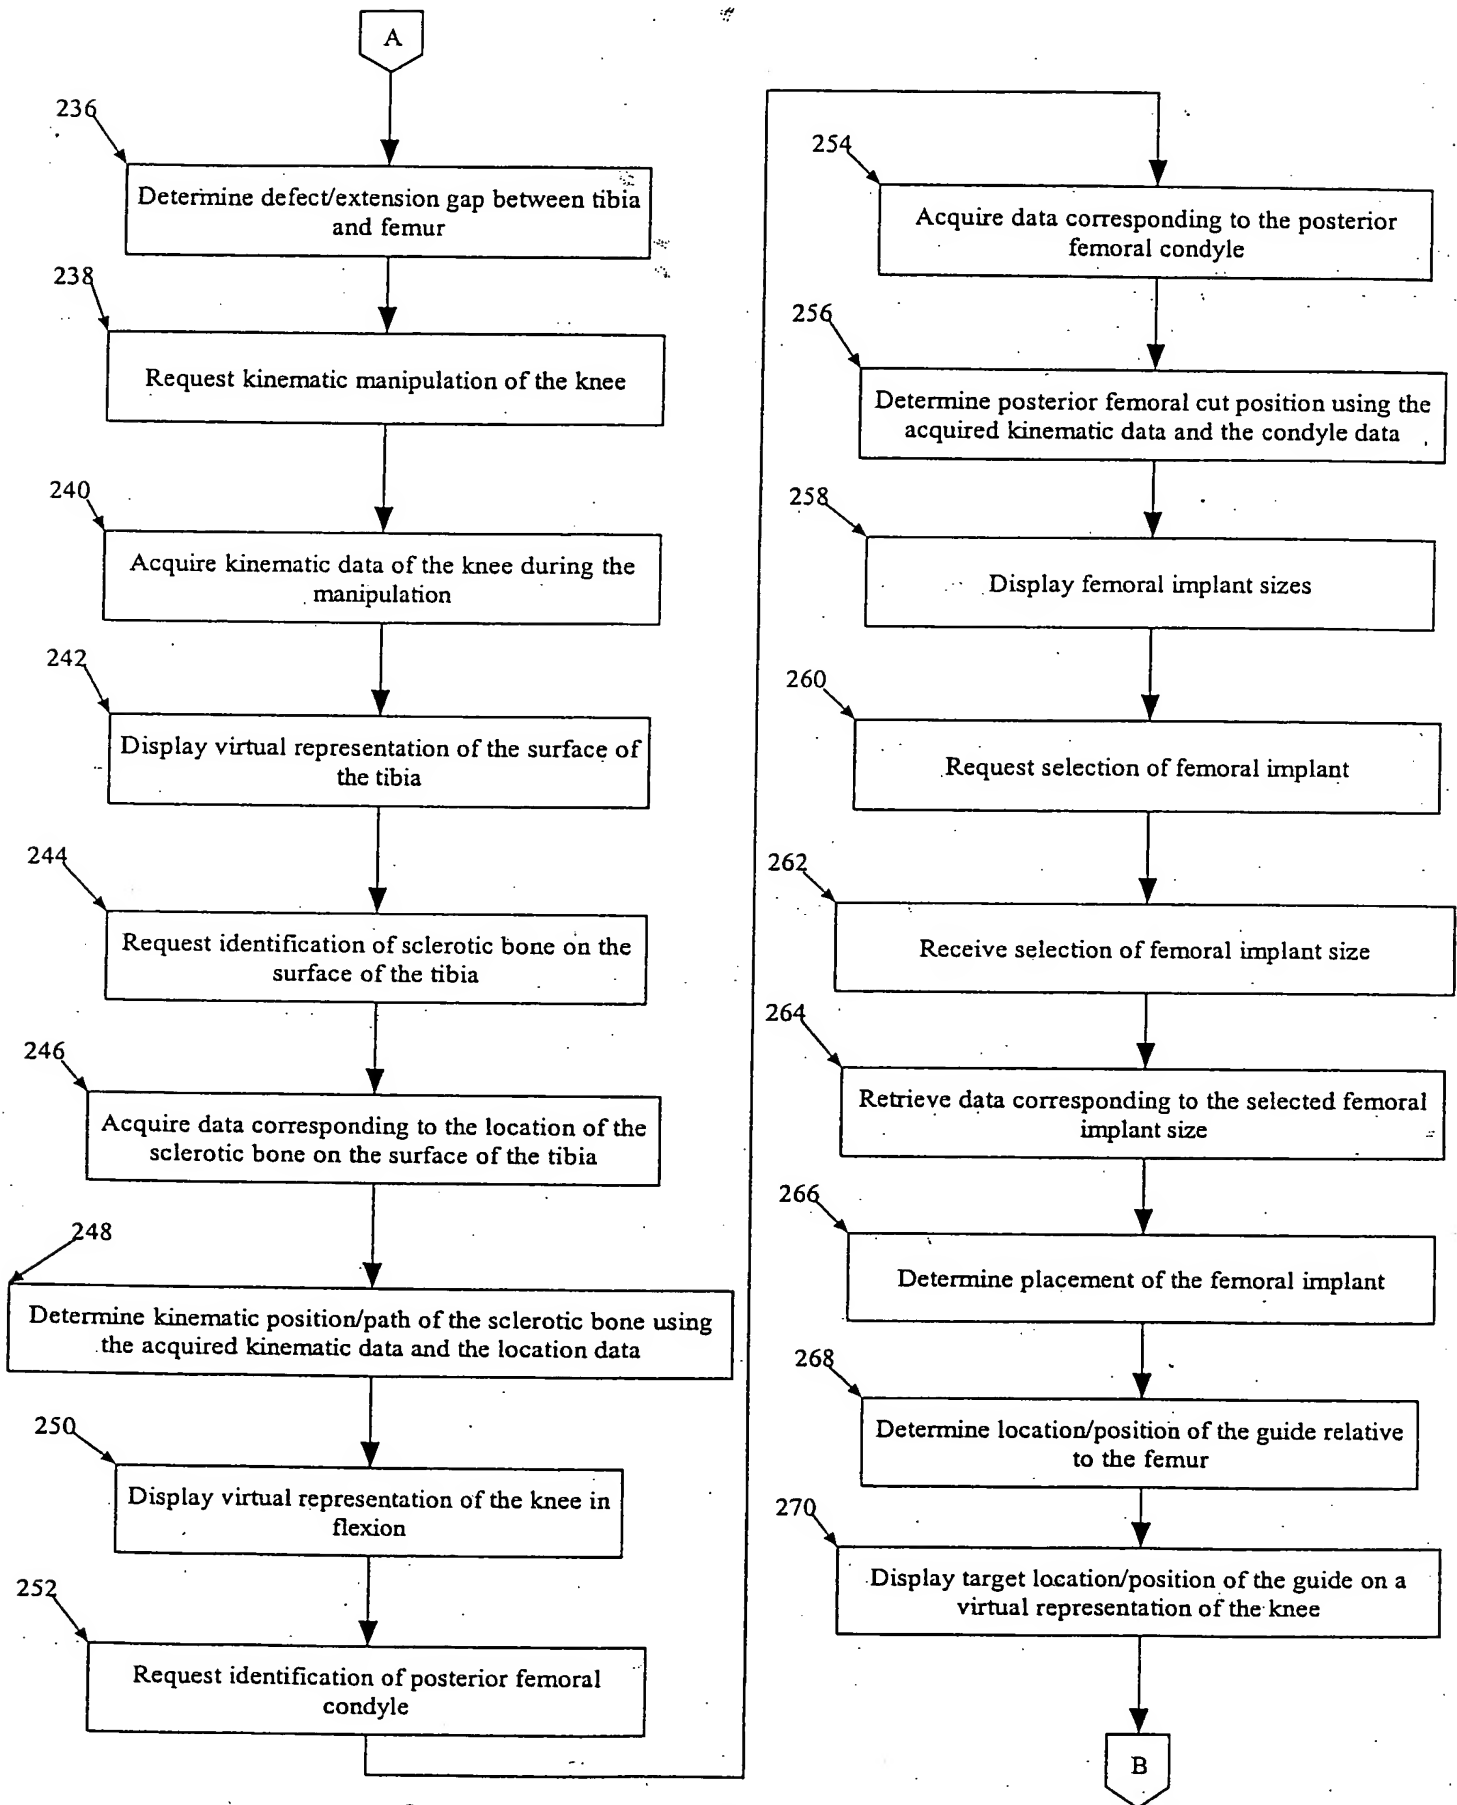 A
236
Determine defect/extension gap between tibia
and femur
238
Request kinematic manipulation of the knee
240
Acquire kinematic data of the knee during the
manipulation
242
Display virtual representation of the surface of
the tibia
244
Request identification of sclerotic bone on the
surface of the tibia
246
Acquire data corresponding to the location of the
sclerotic bone on the surface of the tibia
248
Determine kinematic position/path of the sclerotic bone using
the acquired kinematic data and the location data
250
Display virtual representation of the knee in
flexion
252
Request identification of posterior femoral
condyle
254
Acquire data corresponding to the posterior
femoral condyle
256
Determine posterior femoral cut position using the
acquired kinematic data and the condyle data
258
Display femoral implant sizes
260
Request selection of femoral implant
262
Receive selection of femoral implant size
264
Retrieve data corresponding to the selected femoral
implant size
266
Determine placement of the femoral implant
268
Determine location/position of the guide relative
to the femur
270
Display target location/position of the guide on a
virtual representation of the knee
B